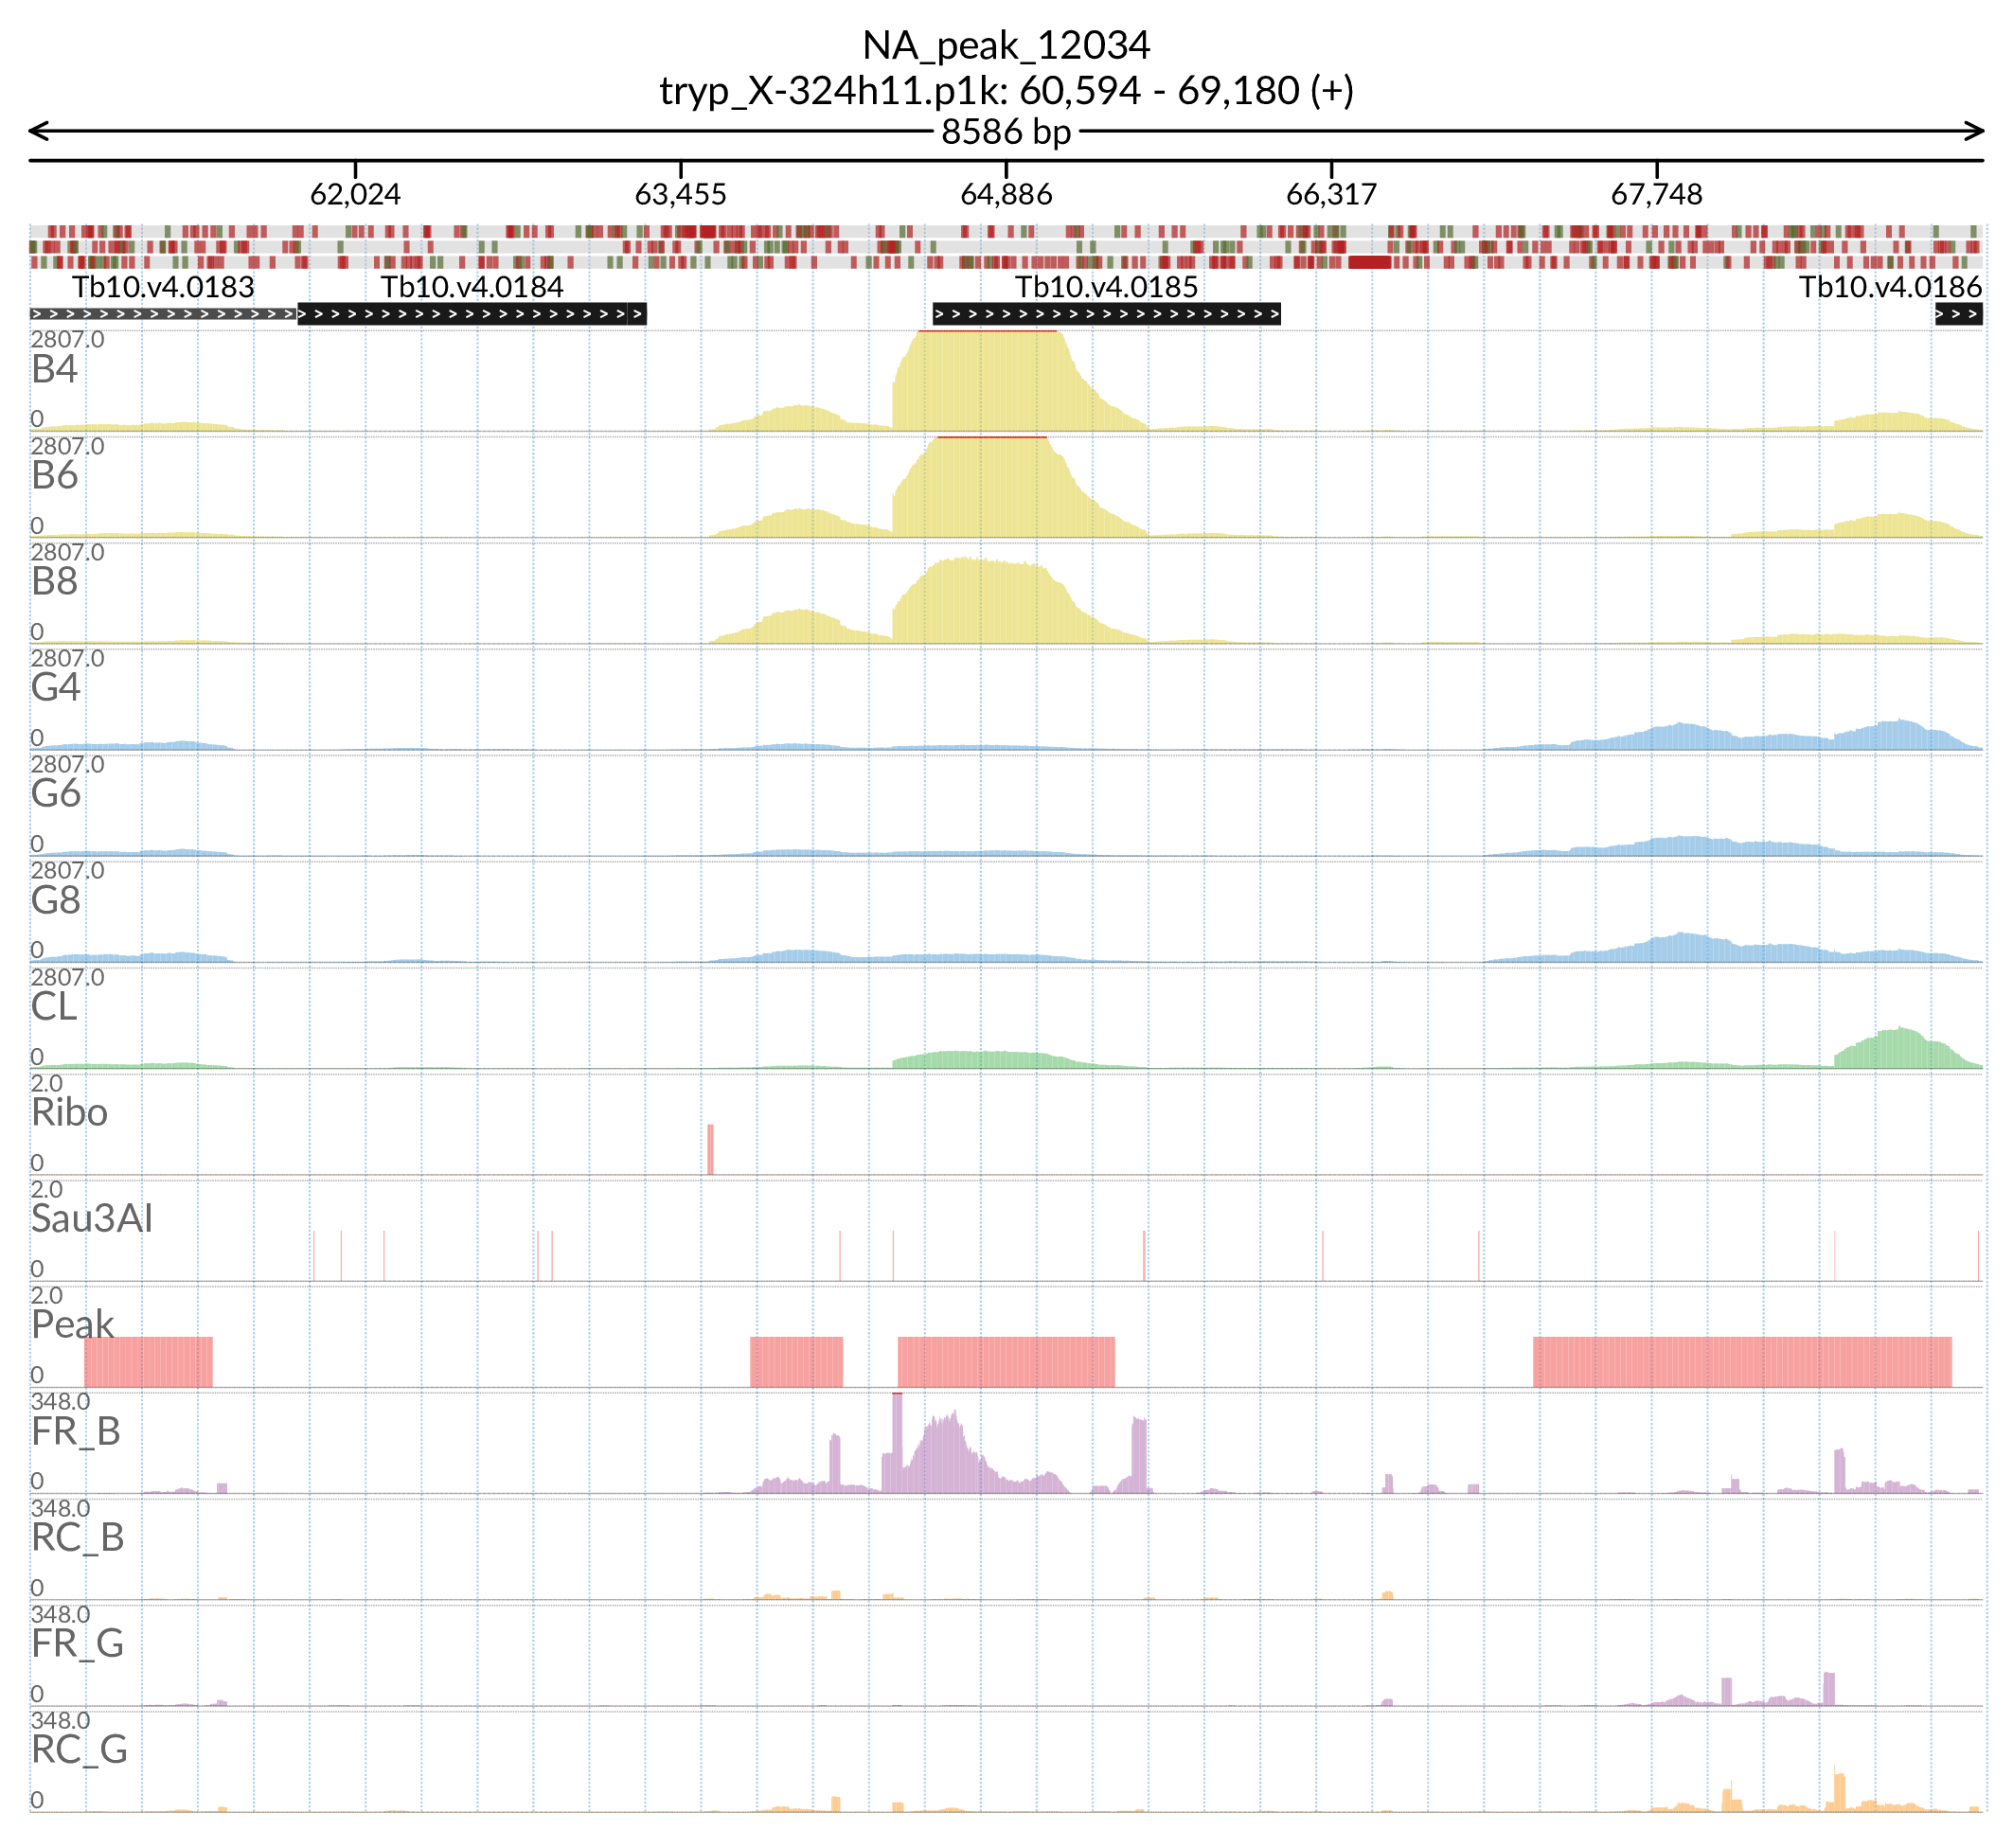 NA_peak_12034
tryp_X-324h11.p1k: 60,594 - 69,180 (+)
8586 bp
62,024 63,455 64,886 66,317 67,748
Tb10.v4.0183 Tb10.v4.0184 Tb10.v4.0185 Tb10.v4.0186
2807.0
B4
0
2807.0
B6
0
2807.0
B8
0
2807.0
G4
0
2807.0
G6
0
2807.0
G8
0
2807.0
CL
0
2.0
Ribo
0
2.0
Sau3AI
0
2.0
Peak
0
348.0
FR_B
0
348.0
RC_B
0
348.0
FR_G
0
348.0
RC_G
0